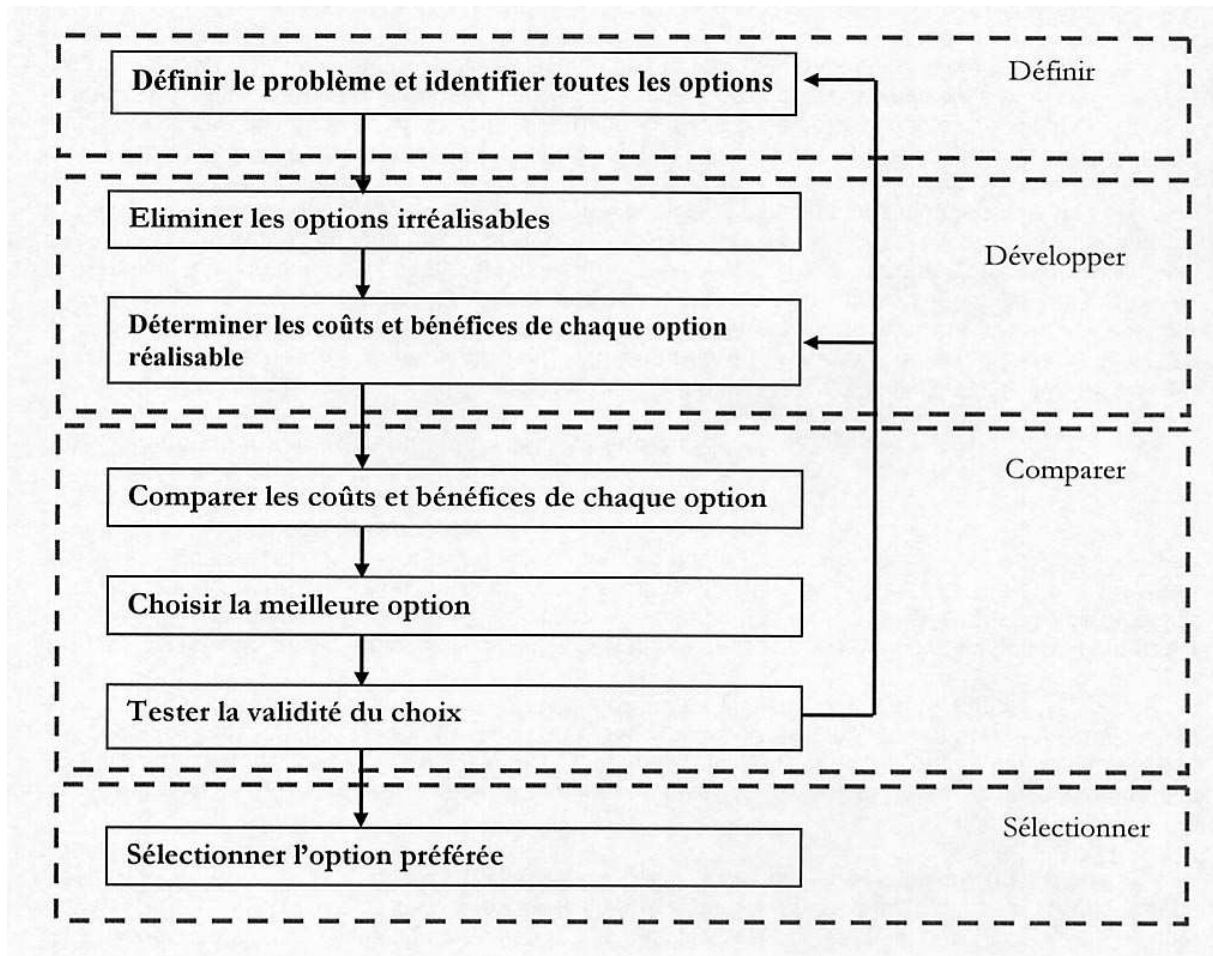 Définir le problème et identifier toutes les options
Définir
Eliminer les options irréalisables
Développer
Déterminer les coûts et bénéfices de chaque option
réalisable
Comparer
Comparer les coûts et bénéfices de chaque option
Choisir la meilleure option
Tester la validité du choix
Sélectionner
Sélectionner l'option préférée